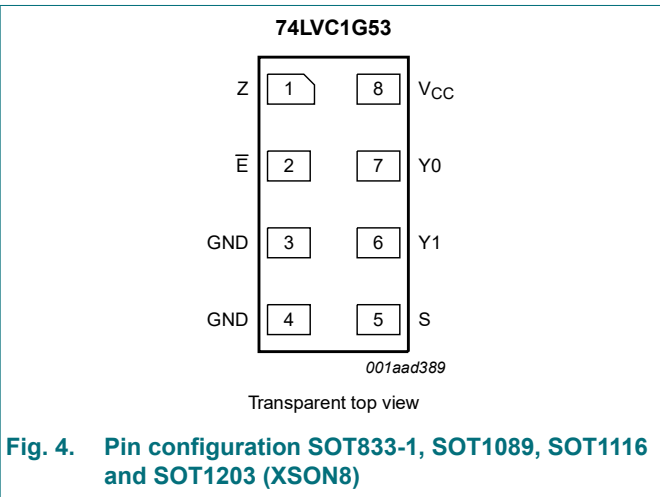 74LVC1G53
Z 1 8 VCC
E̅ 2 7 Y0
GND 3 6 Y1
GND 4 5 S
001aad389
Transparent top view
Fig. 4. Pin configuration SOT833-1, SOT1089, SOT1116
and SOT1203 (XSON8)